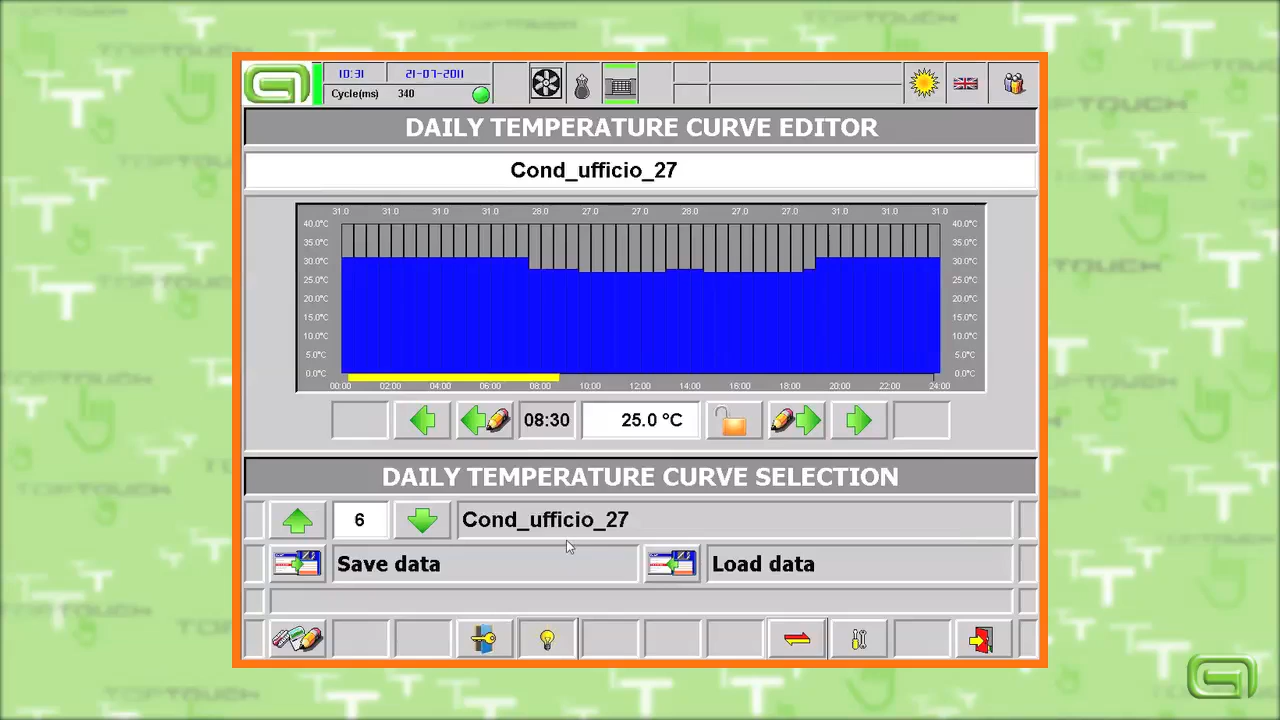 10:31 21-07-2011
Cycle(ms) 340
DAILY TEMPERATURE CURVE EDITOR
Cond_ufficio_27
31.0 31.0 31.0 31.0 28.0 27.0 27.0 28.0 27.0 27.0 31.0 31.0 31.0
40.0°C 40.0°C
35.0°C 35.0°C
30.0°C 30.0°C
25.0°C 25.0°C
20.0°C 20.0°C
15.0°C 15.0°C
10.0°C 10.0°C
5.0°C 5.0°C
0.0°C 0.0°C
00:00 02:00 04:00 06:00 08:00 10:00 12:00 14:00 16:00 18:00 20:00 22:00 24:00
08:30 25.0 °C
DAILY TEMPERATURE CURVE SELECTION
6 Cond_ufficio_27
Save data Load data
TOPTOUCH